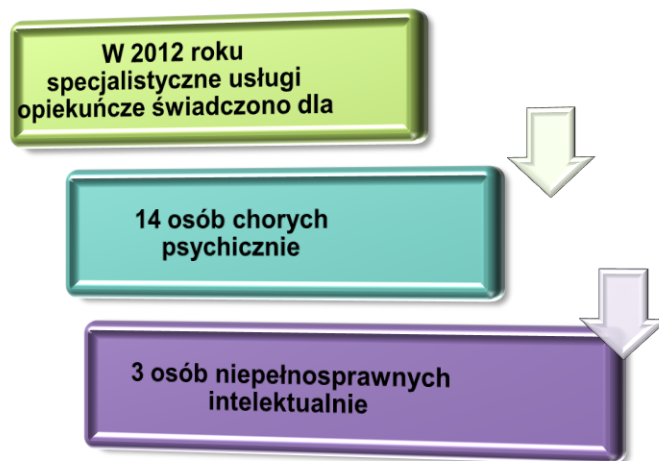 W 2012 roku
specjalistyczne usługi
opiekuńcze świadczono dla
14 osób chorych
psychicznie
3 osób niepełnosprawnych
intelektualnie